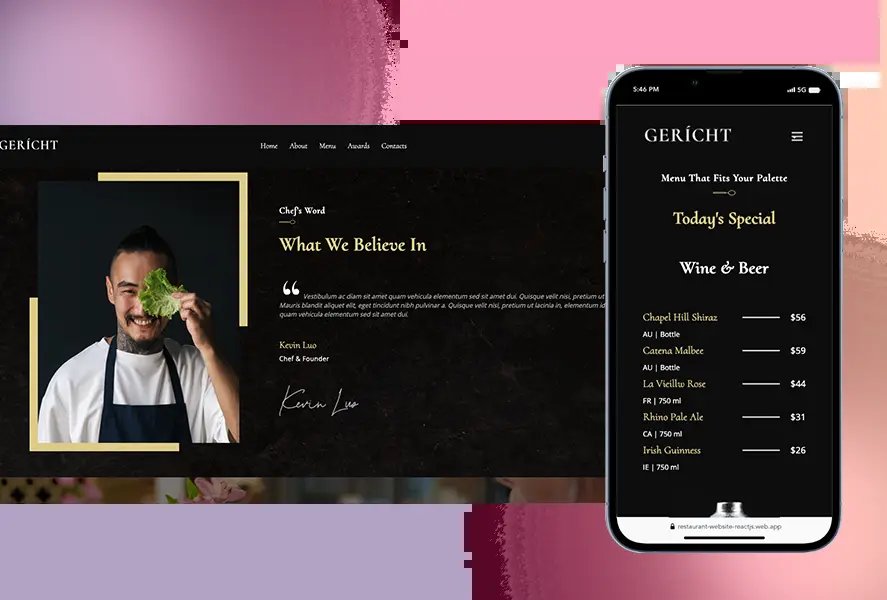 GERÍCHT
Home About Menu Awards Contacts
Chef's Word
What We Believe In
“ Vestibulum ac diam sit amet quam vehicula elementum sed sit amet dui. Quisque velit nisi, pretium ut
Mauris blandit aliquet elit, eget tincidunt nibh pulvinar a. Quisque velit nisi, pretium ut lacinia in, elementum id
quam vehicula elementum sed sit amet dui.
Kevin Luo
Chef & Founder
Kevin Luo
5:46 PM 5G
GERÍCHT
Menu That Fits Your Palette
Today's Special
Wine & Beer
Chapel Hill Shiraz $56
AU | Bottle
Catena Malbee $59
AU | Bottle
La Vieillw Rose $44
FR | 750 ml
Rhino Pale Ale $31
CA | 750 ml
Irish Guinness $26
IE | 750 ml
restaurant-website-reactjs.web.app